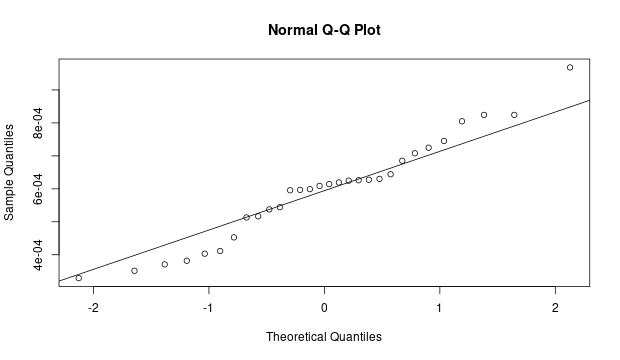 Normal Q-Q Plot
Sample Quantiles
8e-04
6e-04
4e-04
-2 -1 0 1 2
Theoretical Quantiles